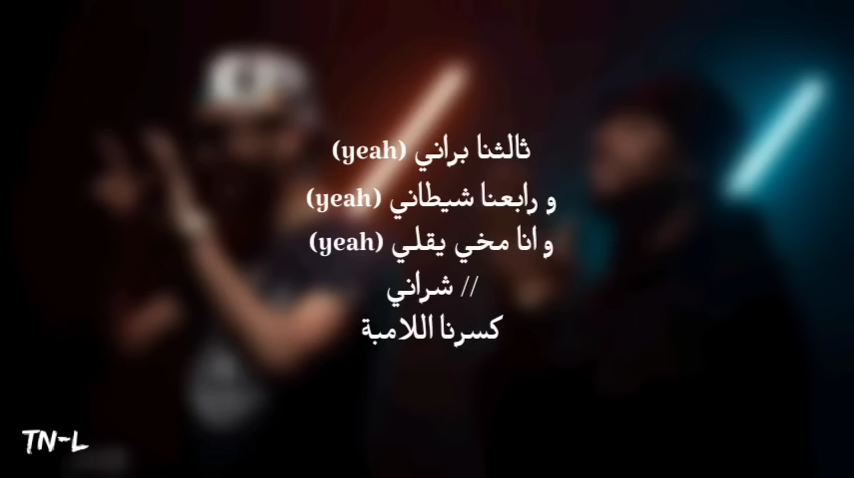 ثالثنا براني (yeah)
و رابعنا شيطاني (yeah)
و انا مخي يقلي (yeah)
// شراني
كسرنا اللامبة
TN-L